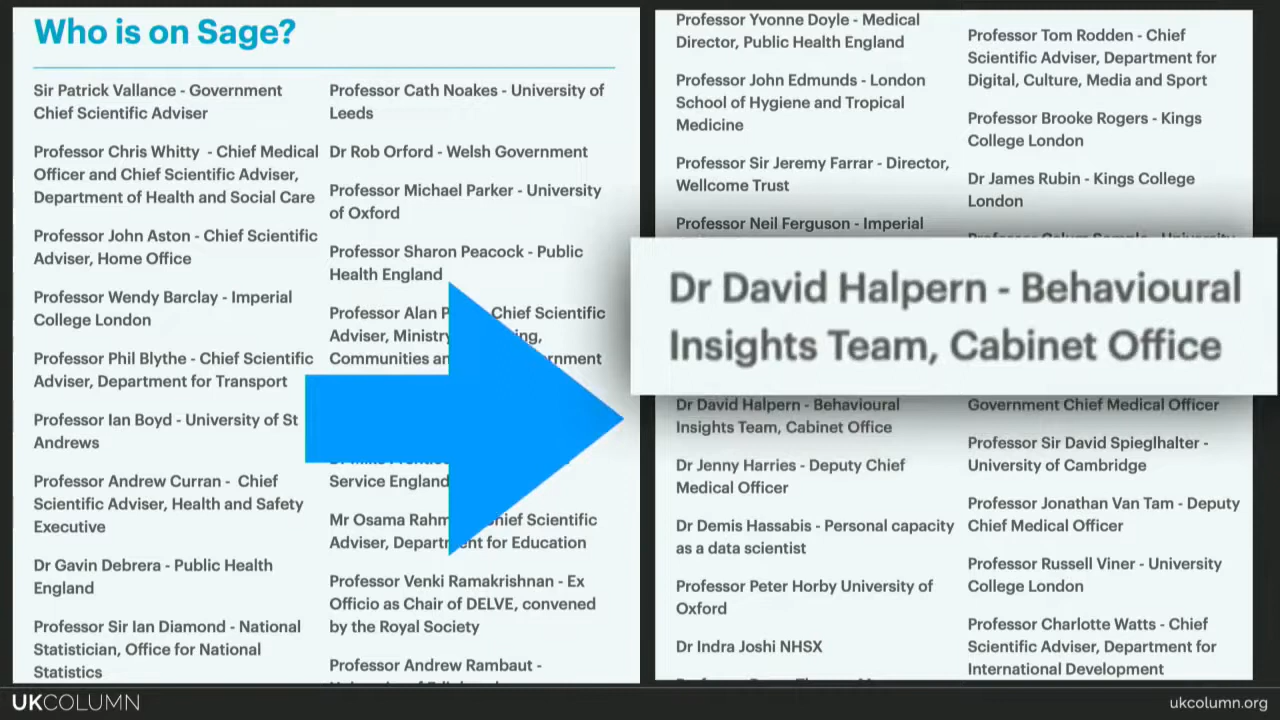 Who is on Sage?
Sir Patrick Vallance - Government
Chief Scientific Adviser
Professor Chris Whitty - Chief Medical
Officer and Chief Scientific Adviser,
Department of Health and Social Care
Professor John Aston - Chief Scientific
Adviser, Home Office
Professor Wendy Barclay - Imperial
College London
Professor Phil Blythe - Chief Scientific
Adviser, Department for Transport
Professor Ian Boyd - University of St
Andrews
Professor Andrew Curran - Chief
Scientific Adviser, Health and Safety
Executive
Dr Gavin Debrera - Public Health
England
Professor Sir Ian Diamond - National
Statistician, Office for National
Statistics
Professor Cath Noakes - University of
Leeds
Dr Rob Orford - Welsh Government
Professor Michael Parker - University
of Oxford
Professor Sharon Peacock - Public
Health England
Professor Alan Chief Scientific
Adviser,
Communities
Service England
Mr Osama Chief Scientific
Adviser, Department for Education
Professor Venki Ramakrishnan - Ex
Officio as Chair of DELVE, convened
by the Royal Society
Professor Andrew Rambaut -
Professor Yvonne Doyle - Medical
Director, Public Health England
Professor John Edmunds - London
School of Hygiene and Tropical
Medicine
Professor Sir Jeremy Farrar - Director,
Wellcome Trust
Professor Neil Ferguson - Imperial
Dr David Halpern - Behavioural
Insights Team, Cabinet Office
Dr David Halpern - Behavioural
Insights Team, Cabinet Office
Dr Jenny Harries - Deputy Chief
Medical Officer
Dr Demis Hassabis - Personal capacity
as a data scientist
Professor Peter Horby University of
Oxford
Dr Indra Joshi NHSX
Professor Tom Rodden - Chief
Scientific Adviser, Department for
Digital, Culture, Media and Sport
Professor Brooke Rogers - Kings
College London
Dr James Rubin - Kings College
London
Government Chief Medical Officer
Professor Sir David Spieglhalter -
University of Cambridge
Professor Jonathan Van Tam - Deputy
Chief Medical Officer
Professor Russell Viner - University
College London
Professor Charlotte Watts - Chief
Scientific Adviser, Department for
International Development
UKCOLUMN
ukcolumn.org